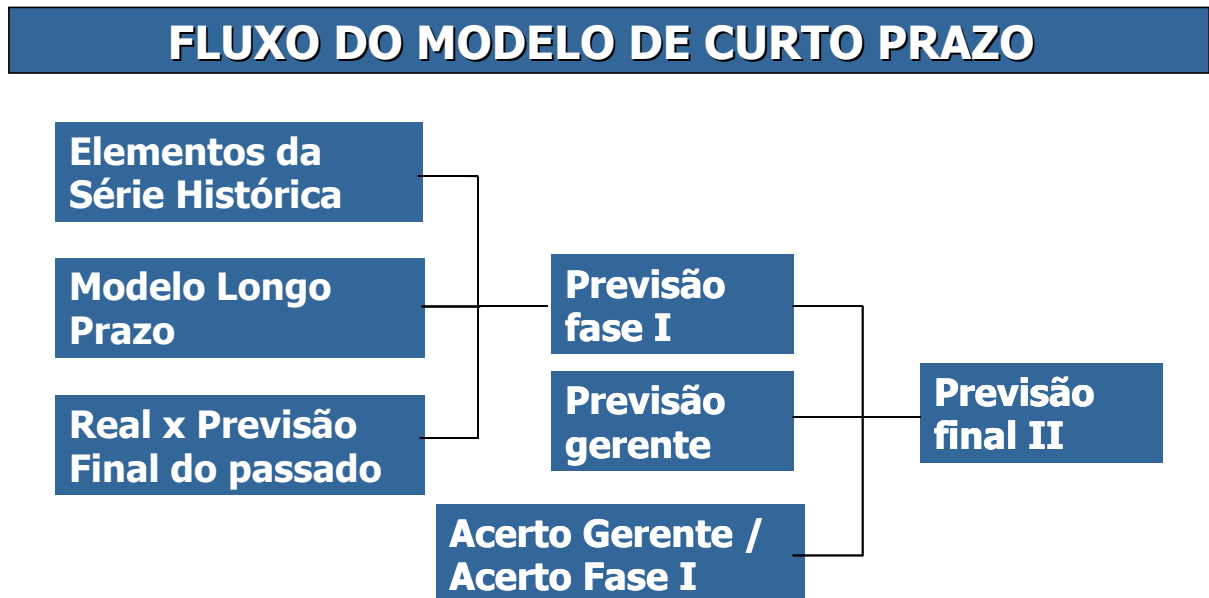 FLUXO DO MODELO DE CURTO PRAZO
Elementos da
Série Histórica
Modelo Longo
Prazo
Real x Previsão
Final do passado
Previsão
fase I
Previsão
gerente
Acerto Gerente /
Acerto Fase I
Previsão
final II